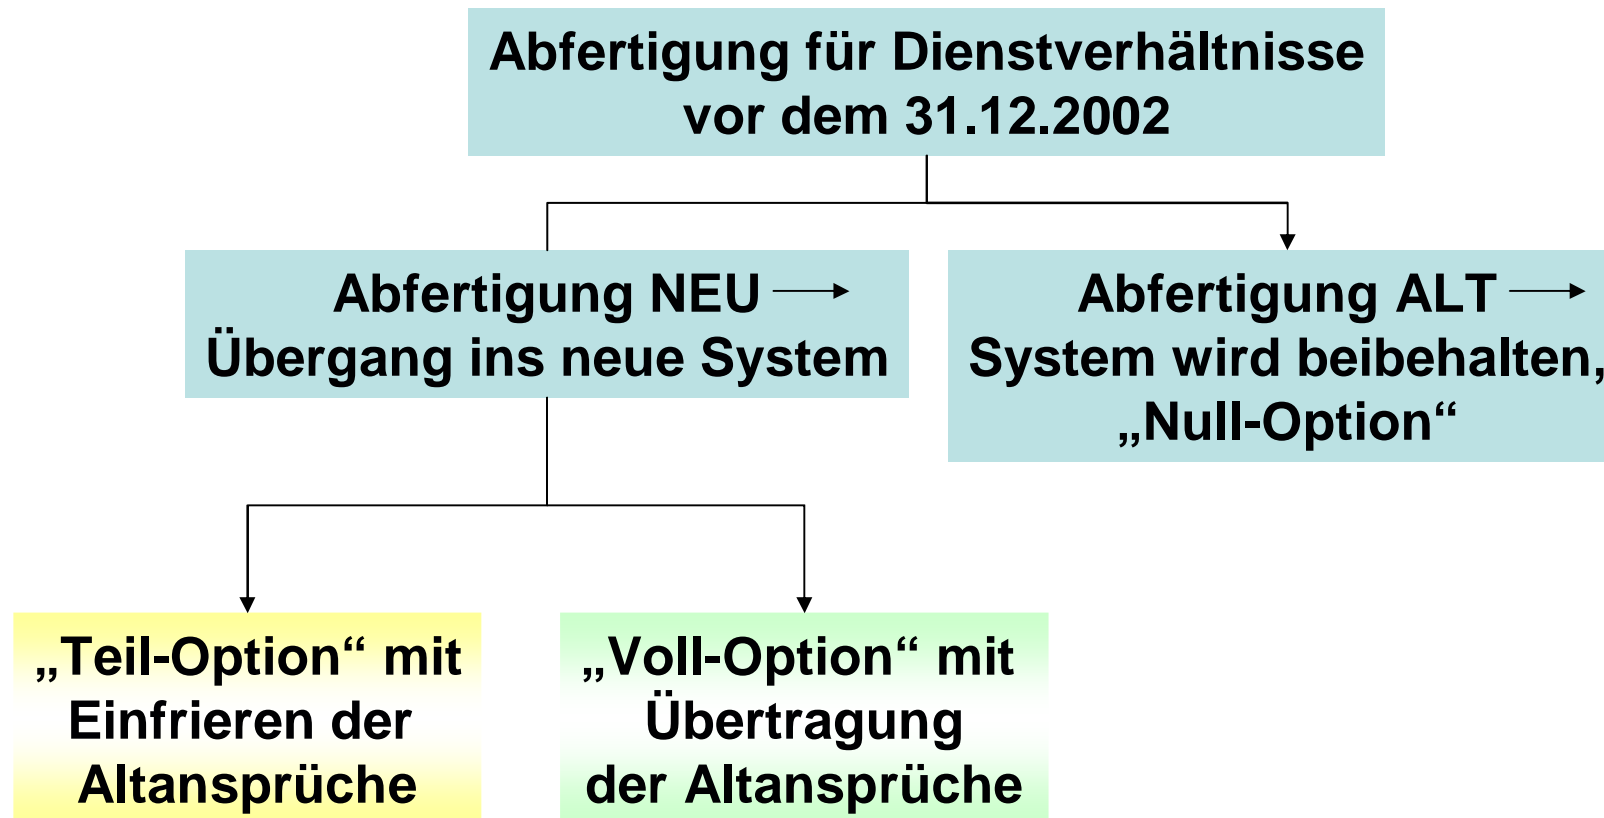 Abfertigung für Dienstverhältnisse
vor dem 31.12.2002
Abfertigung NEU
Übergang ins neue System
Abfertigung ALT
System wird beibehalten,
„Null-Option“
„Teil-Option“ mit
Einfrieren der
Altansprüche
„Voll-Option“ mit
Übertragung
der Altansprüche